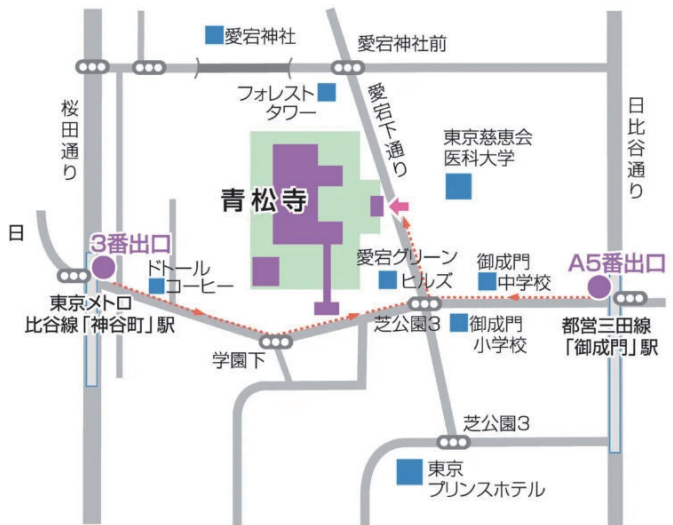 愛宕神社
愛宕神社前
フォレスト
タワー
桜田通り
愛宕下通り
日比谷通り
東京慈恵会
医科大学
青松寺
日
3番出口
ドトール
コーヒー
愛宕グリーン
ヒルズ
御成門
中学校
A5番出口
東京メトロ
比谷線「神谷町」駅
芝公園3
御成門
小学校
都営三田線
「御成門」駅
学園下
芝公園3
東京
プリンスホテル